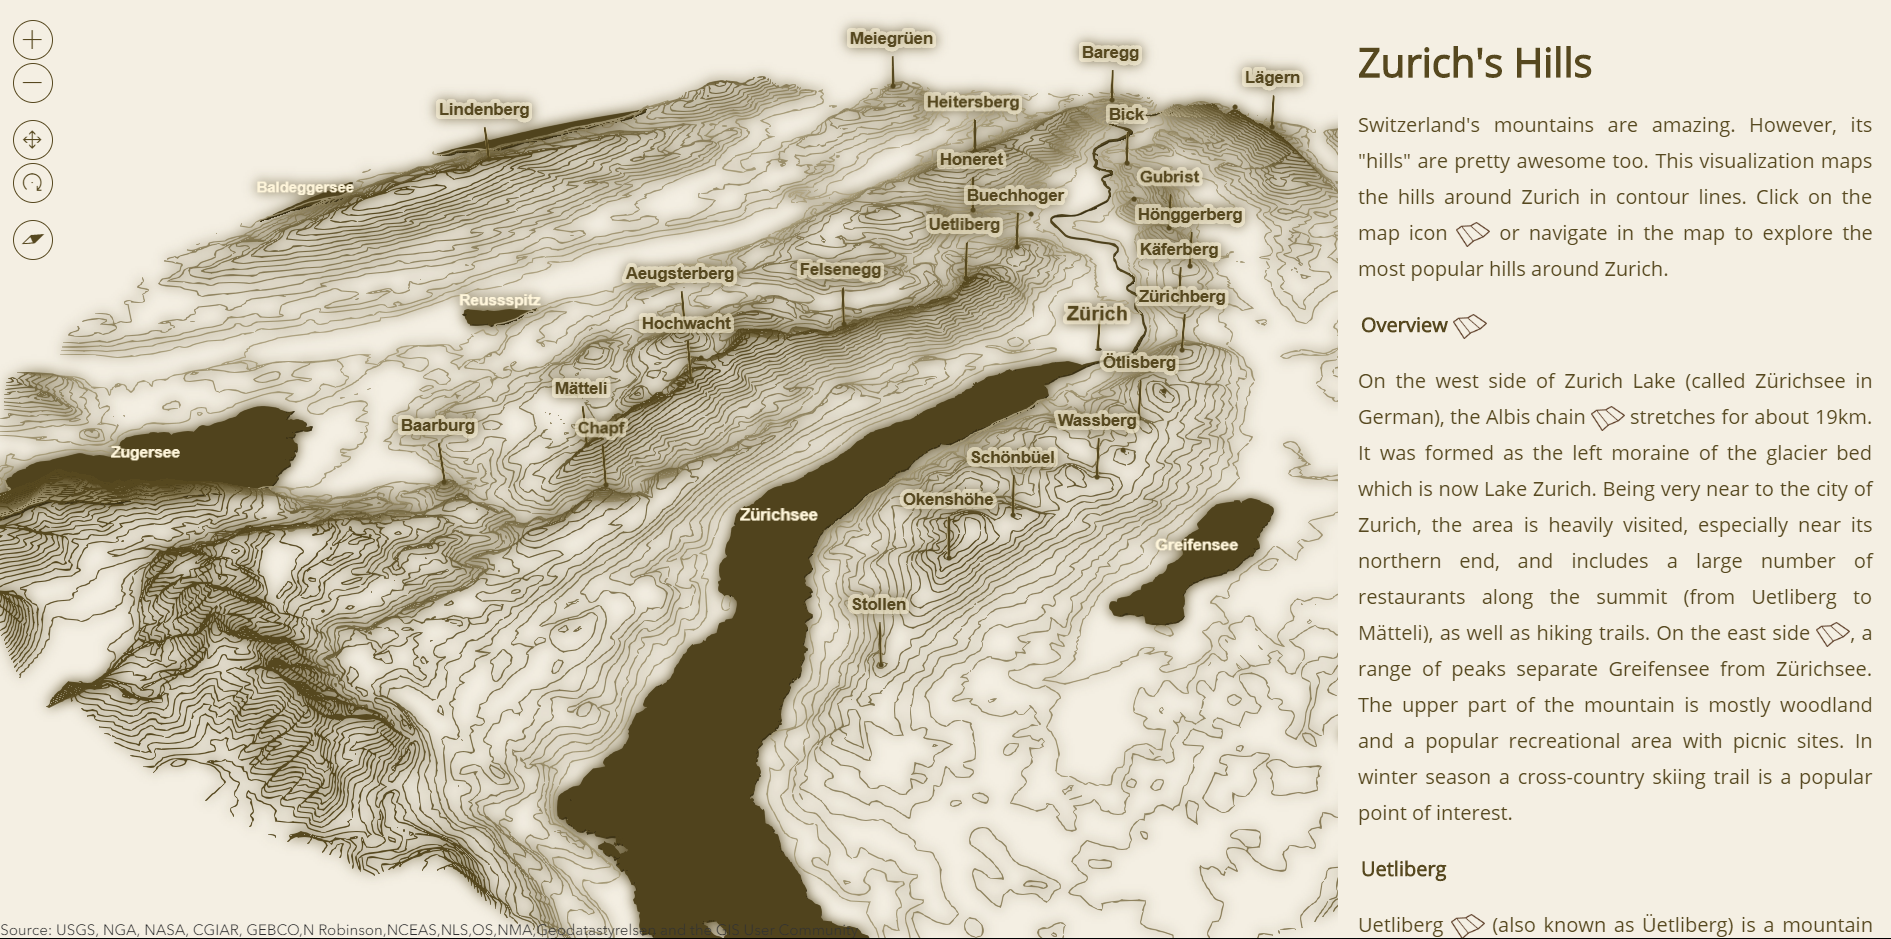 Meiegrüen
Baregg
Lägern
Lindenberg
Heitersberg
Bick
Honeret
Gubrist
Baldeggersee
Buechhoger
Hönggerberg
Uetliberg
Käferberg
Aeugsterberg
Felsenegg
Reussspitz
Zürichberg
Zürich
Hochwacht
Ötlisberg
Mätteli
Wassberg
Baarburg
Chapf
Zugersee
Schönbüel
Okenshöhe
Zürichsee
Greifensee
Stollen
Source: USGS, NGA, NASA, CGIAR, GEBCO,N Robinson,NCEAS,NLS,OS,NMA,Geodatastyrelsen and the GIS User Community
Zurich's Hills
Switzerland's mountains are amazing. However, its
"hills" are pretty awesome too. This visualization maps
the hills around Zurich in contour lines. Click on the
map icon or navigate in the map to explore the
most popular hills around Zurich.
Overview
On the west side of Zurich Lake (called Zürichsee in
German), the Albis chain stretches for about 19km.
It was formed as the left moraine of the glacier bed
which is now Lake Zurich. Being very near to the city of
Zurich, the area is heavily visited, especially near its
northern end, and includes a large number of
restaurants along the summit (from Uetliberg to
Mätteli), as well as hiking trails. On the east side , a
range of peaks separate Greifensee from Zürichsee.
The upper part of the mountain is mostly woodland
and a popular recreational area with picnic sites. In
winter season a cross-country skiing trail is a popular
point of interest.
Uetliberg
Uetliberg (also known as Üetliberg) is a mountain